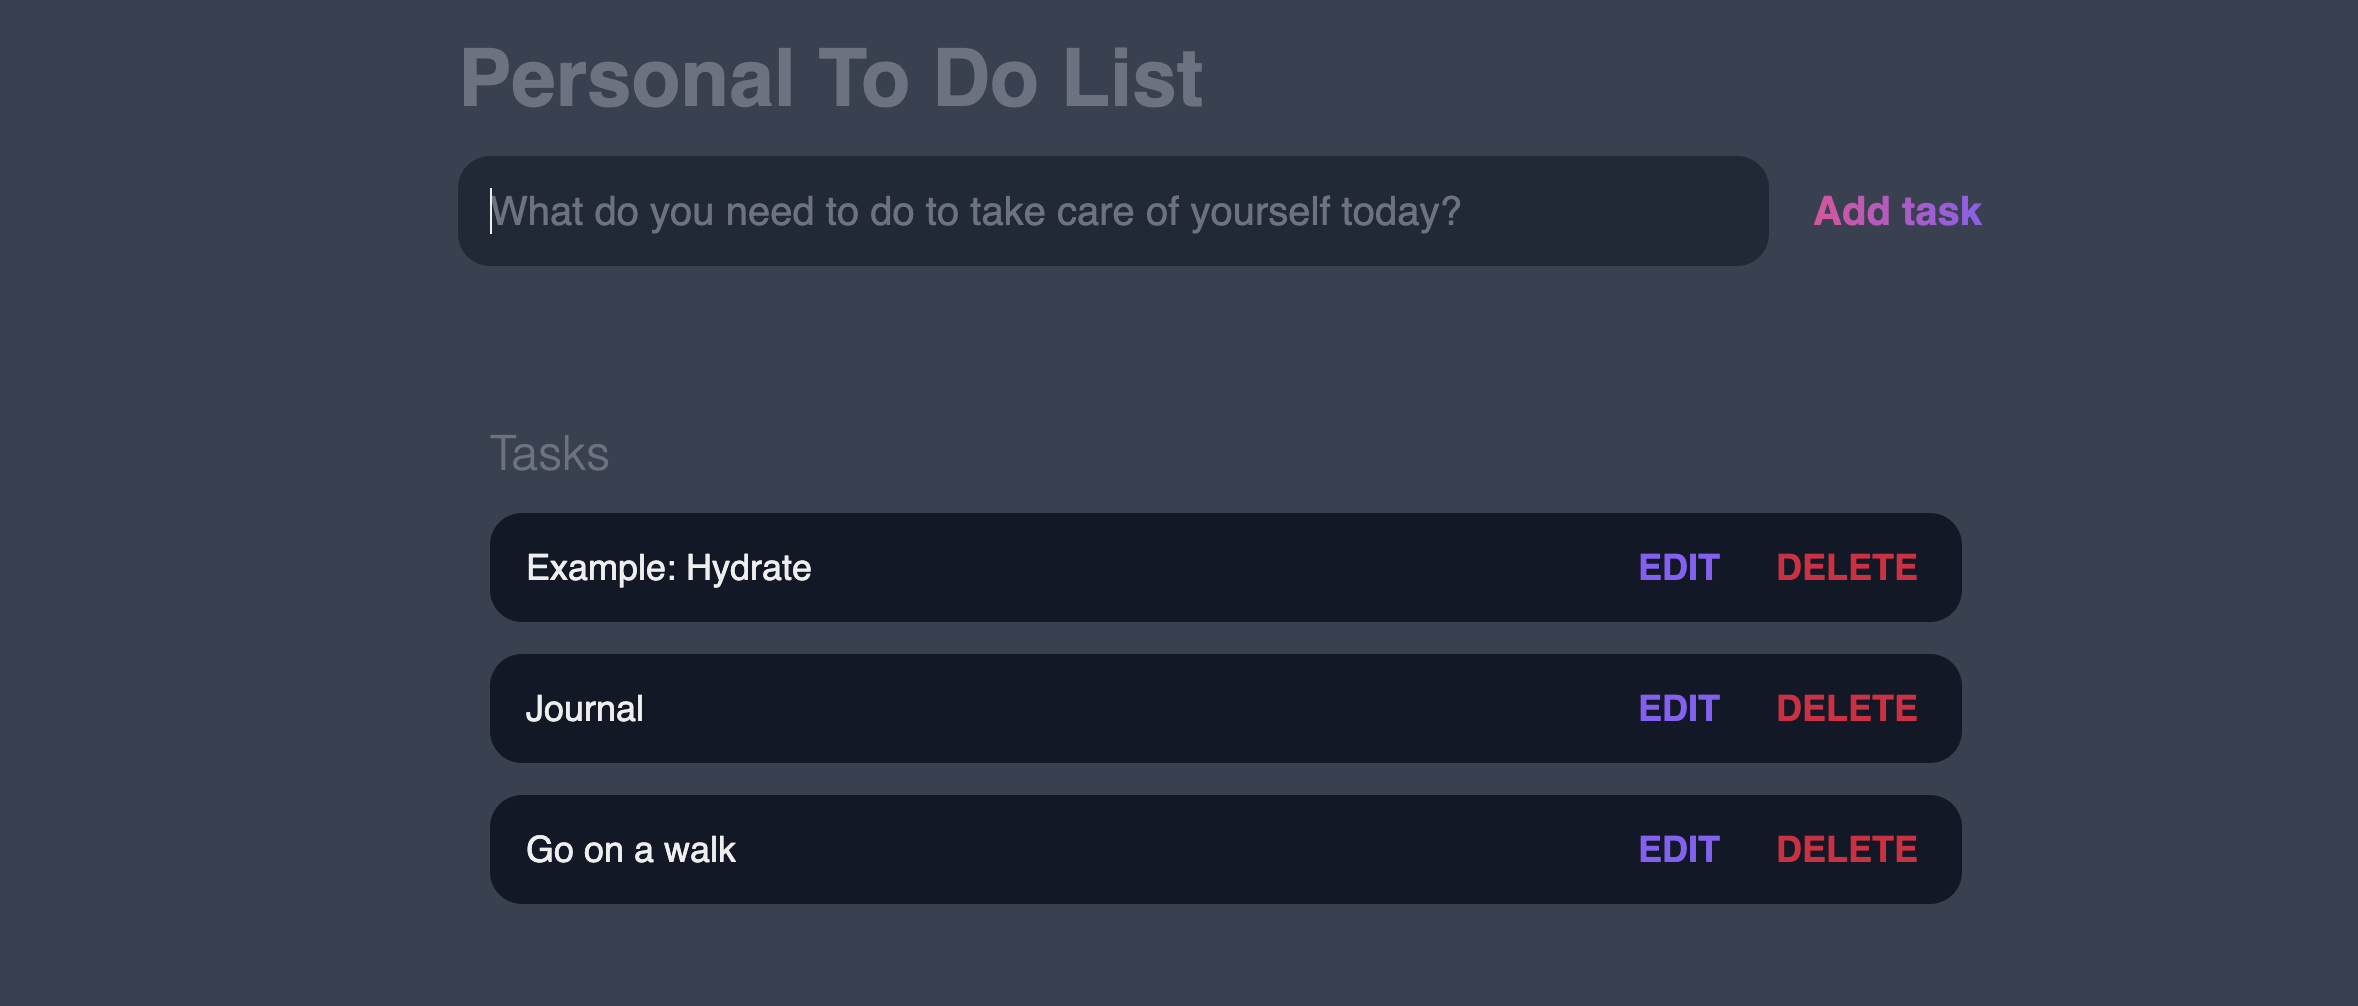 Personal To Do List
What do you need to do to take care of yourself today?
Add task
Tasks
Example: Hydrate
EDIT DELETE
Journal
EDIT DELETE
Go on a walk
EDIT DELETE